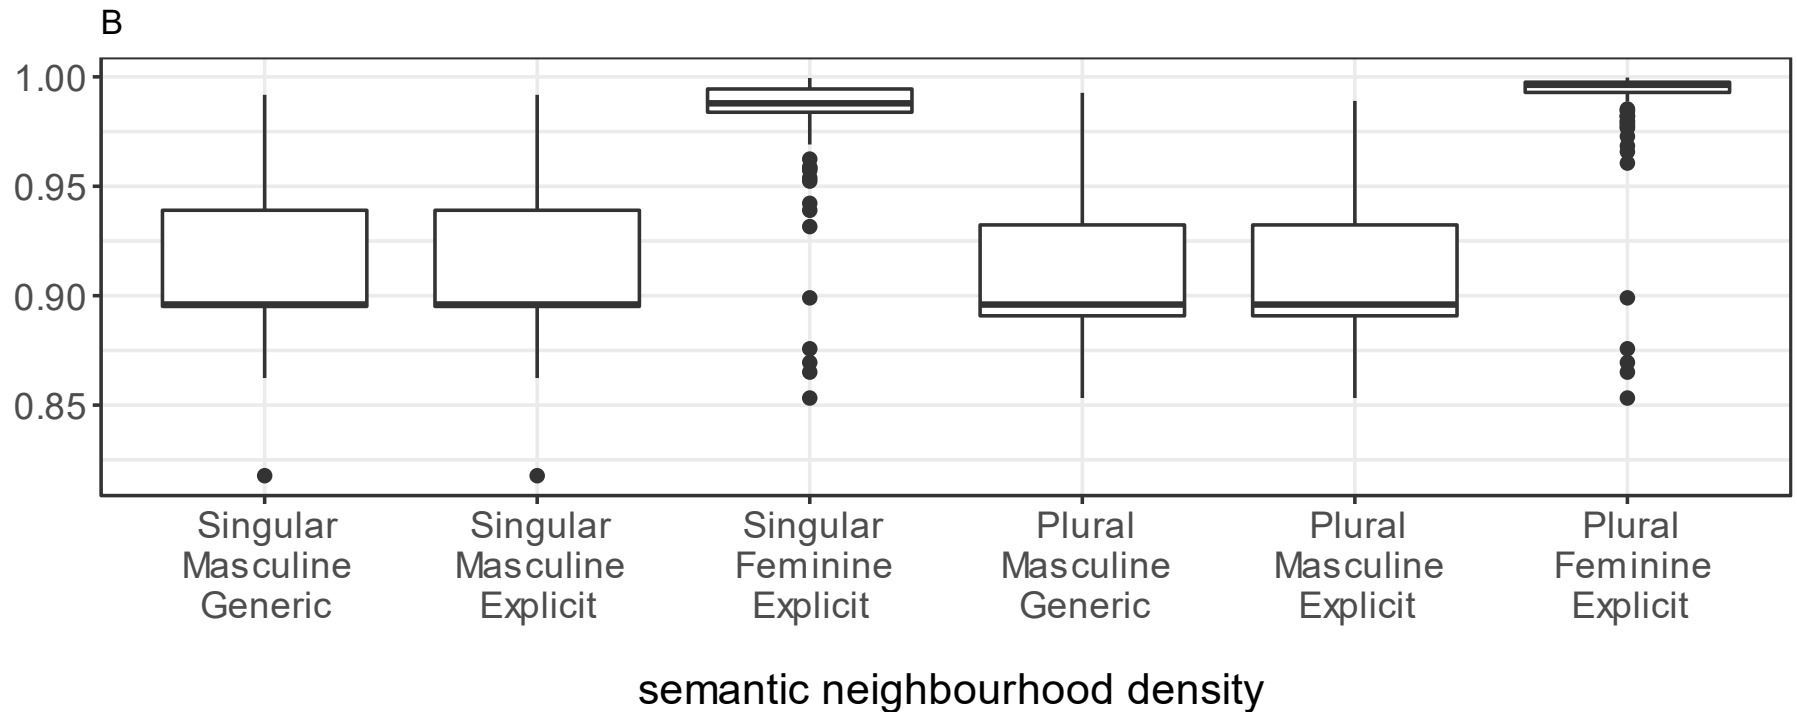 B
1.00
0.95
0.90
0.85
Singular
Masculine
Generic
Singular
Masculine
Explicit
Singular
Feminine
Explicit
Plural
Masculine
Generic
Plural
Masculine
Explicit
Plural
Feminine
Explicit
semantic neighbourhood density